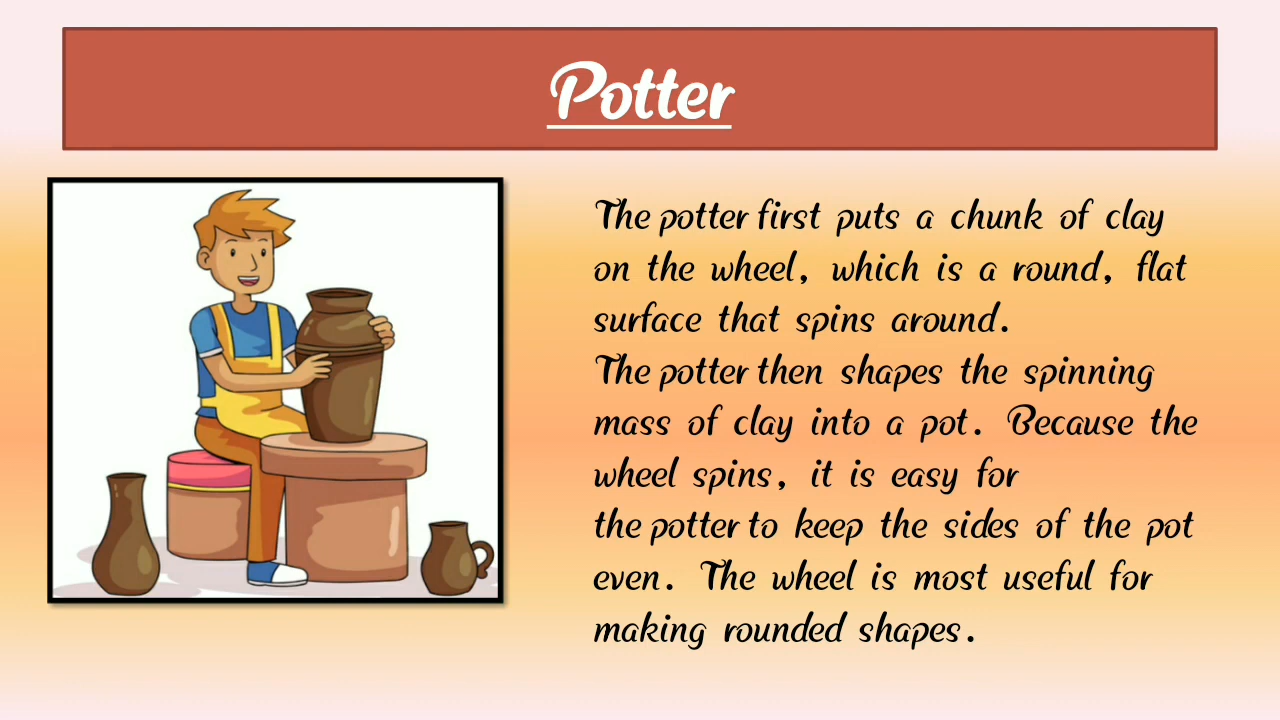 Potter
The potter first puts a chunk of clay
on the wheel, which is a round, flat
surface that spins around.
The potter then shapes the spinning
mass of clay into a pot. Because the
wheel spins, it is easy for
the potter to keep the sides of the pot
even. The wheel is most useful for
making rounded shapes.